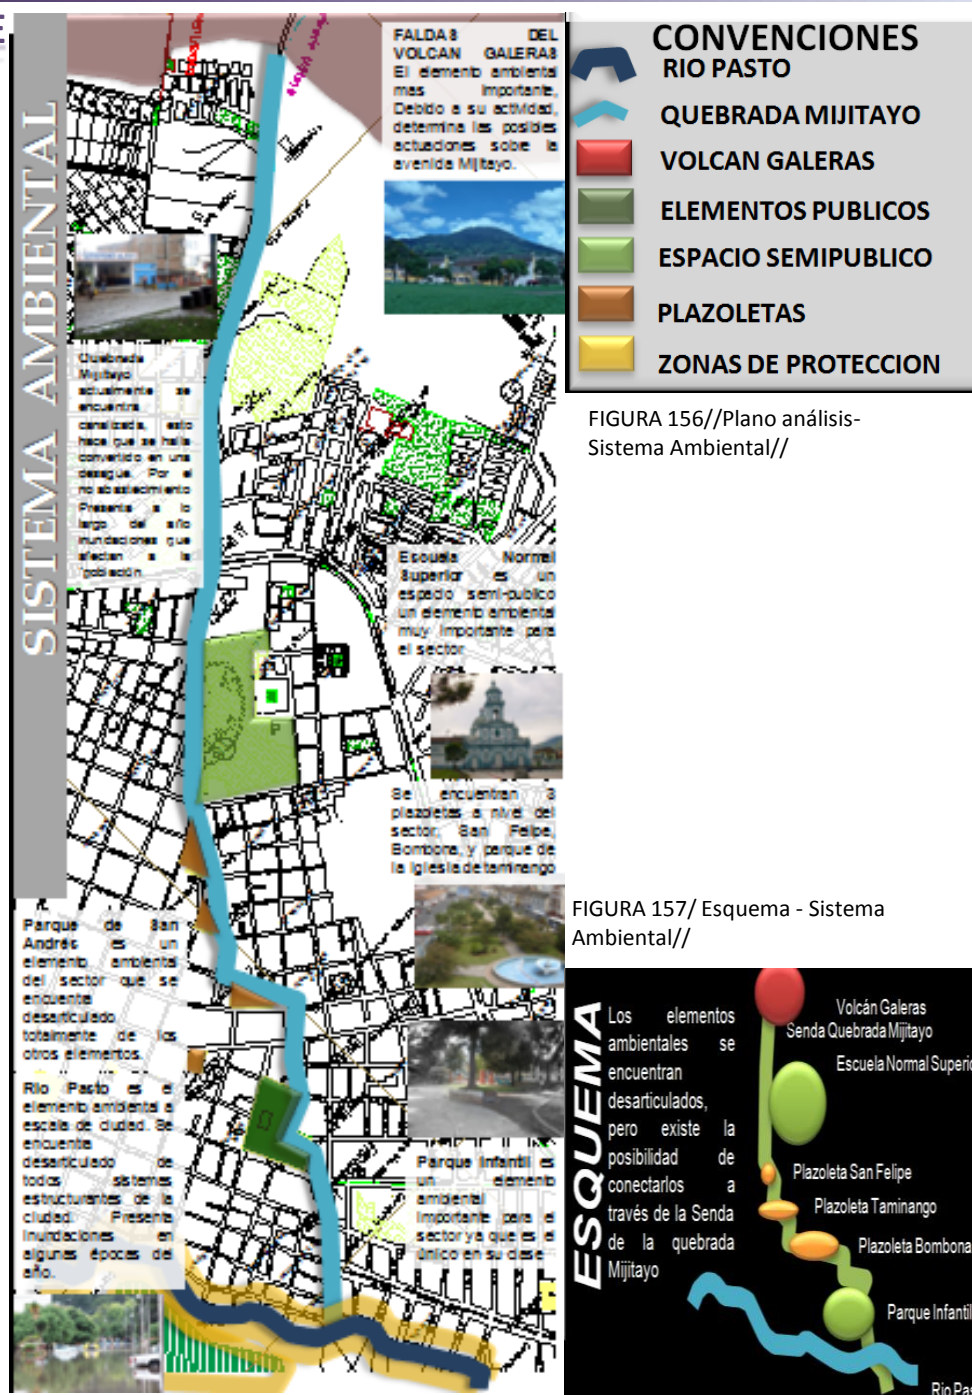 SISTEMA AMBIENTAL
FALDAS DEL
VOLCAN GALERAS
El elemento ambiental
mas importante,
Debido a su actividad,
determina las posibles
actuaciones sobre la
avenida Mijitayo.
Quebrada
Mijitayo
actualmente se
encuentra
canalizada, esto
hace que se halla
convertido en una
desague. Por el
no abastecimiento
Presenta a lo
largo del año
inundaciones que
afectan a la
población
Escuela Normal
Superior es un
espacio semi-publico
un elemento ambiental
muy importante para
el sector
P
Se encuentran 3
plazoletas a nivel del
sector, San Felipe,
Bombona, y parque de
la iglesia de taminango
Parque de San
Andrés es un
elemento ambiental
del sector que se
encuentra
desarticulado
totalmente de los
otros elementos.
Rio Pasto es el
elemento ambiental a
escala de ciudad. Se
encuentra
desarticulado de
todos sistemas
estructurantes de la
ciudad. Presenta
inundaciones en
algunas épocas del
año.
Parque Infantil es
un elemento
ambiental
importante para el
sector ya que es el
único en su clase
CONVENCIONES
RIO PASTO
QUEBRADA MIJITAYO
VOLCAN GALERAS
ELEMENTOS PUBLICOS
ESPACIO SEMIPUBLICO
PLAZOLETAS
ZONAS DE PROTECCION
FIGURA 156//Plano análisis-
Sistema Ambiental//
FIGURA 157/ Esquema - Sistema
Ambiental//
ESQUEMA
Los elementos
ambientales se
encuentran
desarticulados,
pero existe la
posibilidad de
conectarlos a
través de la Senda
de la quebrada
Mijitayo
Volcán Galeras
Senda Quebrada Mijitayo
Escuela Normal Superio
Plazoleta San Felipe
Plazoleta Taminango
Plazoleta Bombona
Parque Infantil
Rio Pa